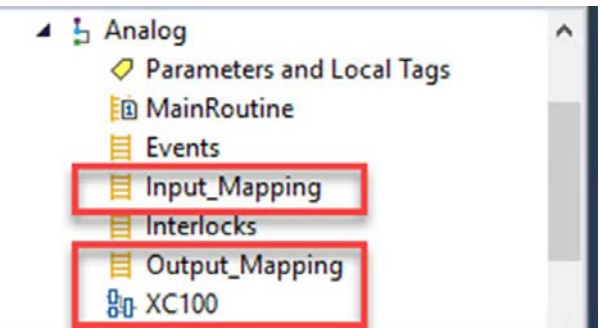 Analog
Parameters and Local Tags
MainRoutine
Events
Input_Mapping
Interlocks
Output_Mapping
XC100